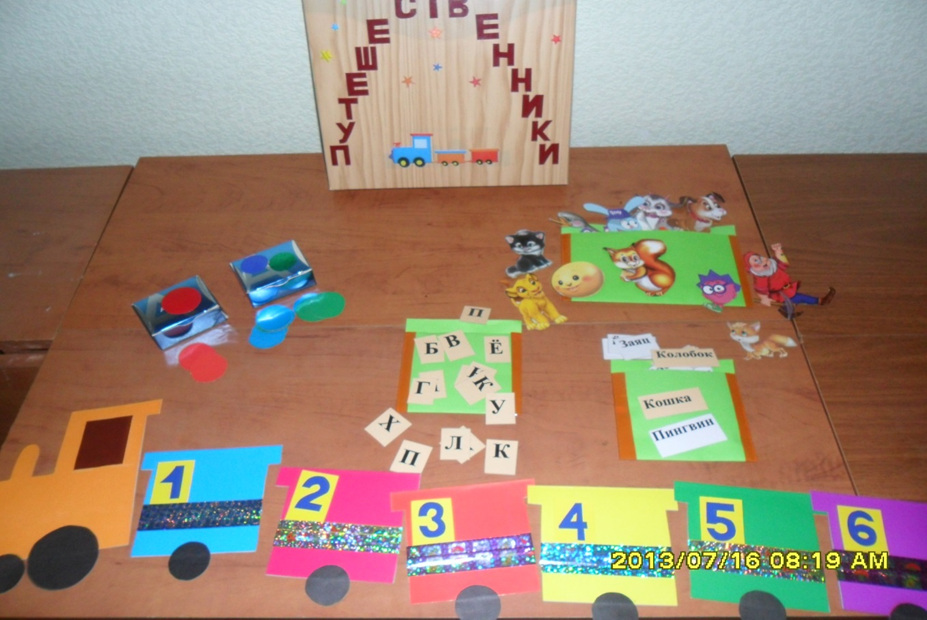 ПУТЕШЕСТВЕННИКИ
П
Б В Ё
Г К
У
Х Л К
П
Заяц
Колобок
Кошка
Пингвин
1 2 3 4 5 6
2013/07/16 08:19 AM